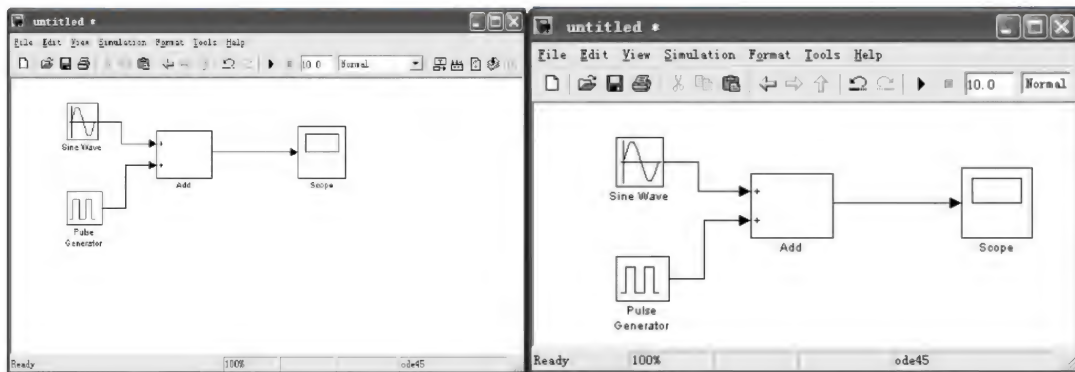 untitled *
File Edit View Simulation Format Tools Help
10.0 Normal
Sine Wave
+
+
Add
Scope
Pulse
Generator
Ready 100% ode45
untitled *
File Edit View Simulation Format Tools Help
10.0 Normal
Sine Wave
+
+
Add
Scope
Pulse
Generator
Ready 100% ode45